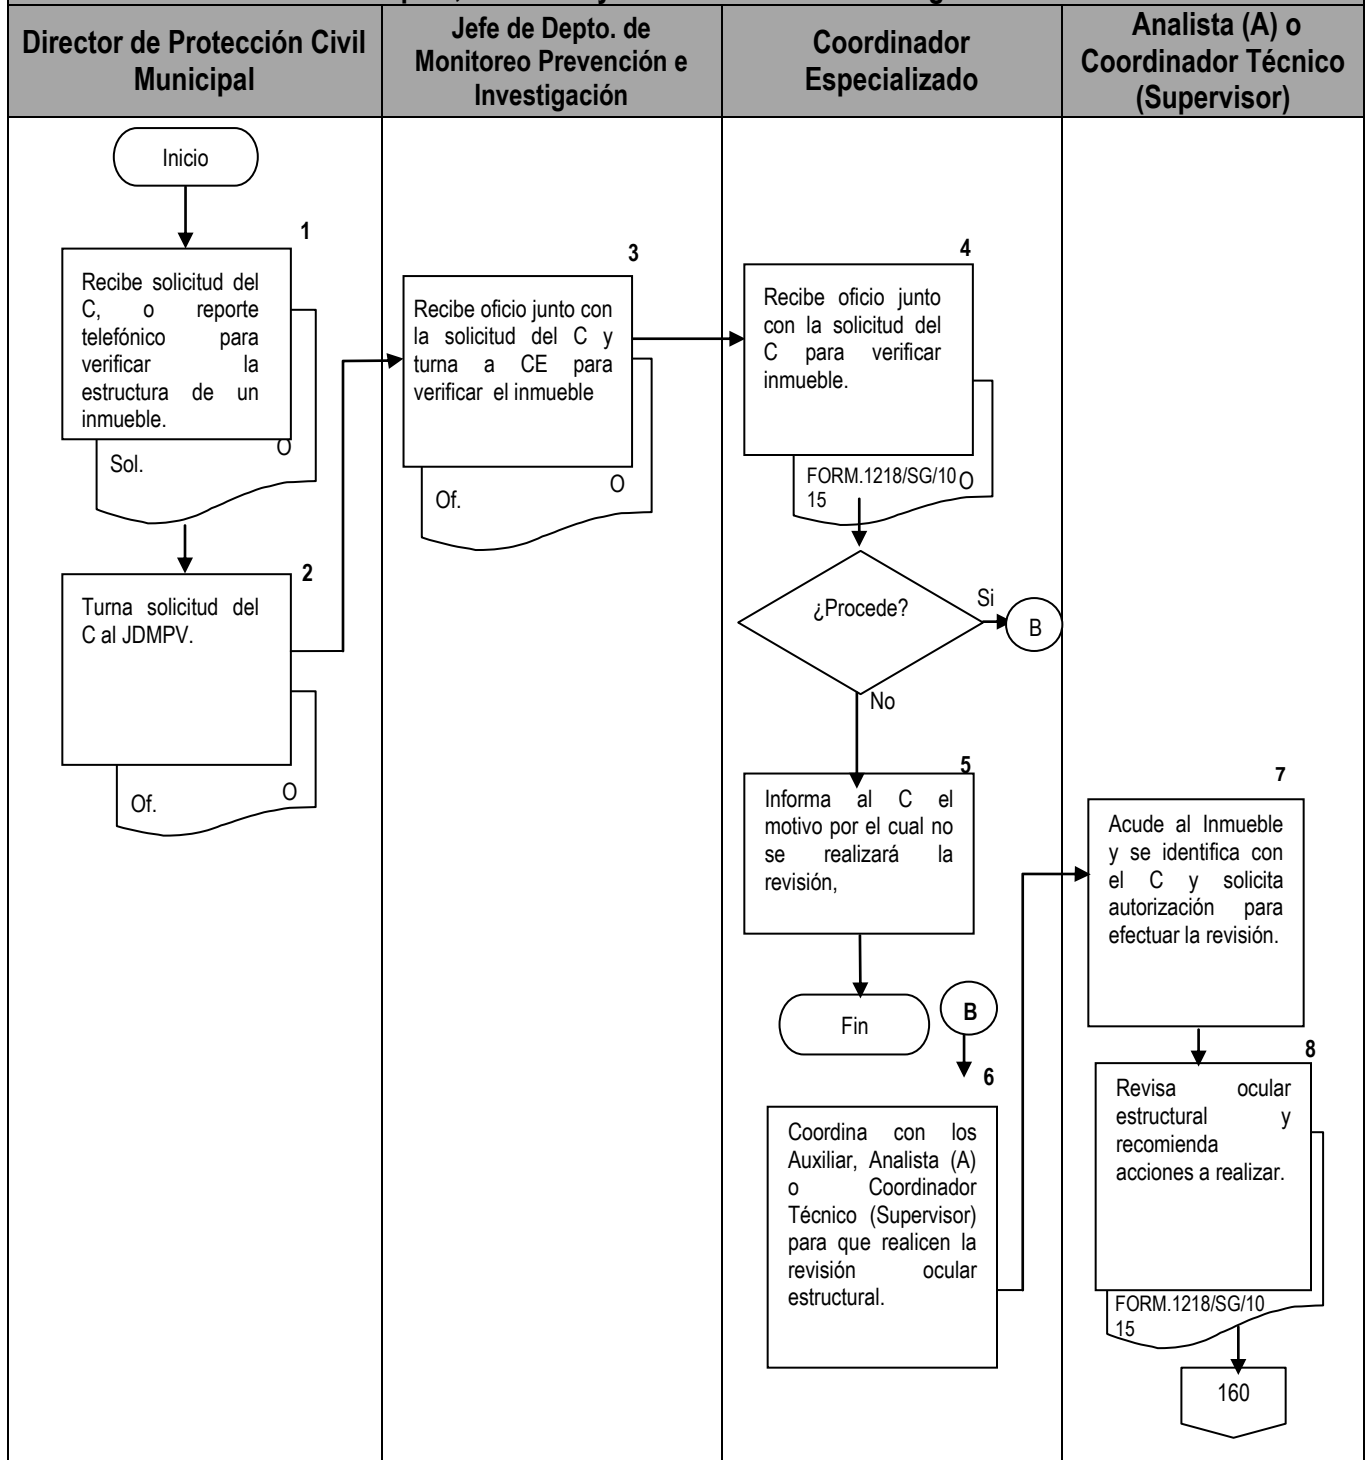 Director de Protección Civil
Municipal
Jefe de Depto. de
Monitoreo Prevención e
Investigación
Coordinador
Especializado
Analista (A) o
Coordinador Técnico
(Supervisor)
Inicio
1
Recibe solicitud del
C, o reporte
telefónico para
verificar la
estructura de un
inmueble.
O
Sol.
2
Turna solicitud del
C al JDMPV.
Of.
O
3
Recibe oficio junto con
la solicitud del C y
turna a CE para
verificar el inmueble
Of.
O
4
Recibe oficio junto
con la solicitud del
C para verificar
inmueble.
FORM.1218/SG/10
15
O
¿Procede?
Si
B
No
5
Informa al C el
motivo por el cual no
se realizará la
revisión,
Fin
B
6
Coordina con los
Auxiliar, Analista (A)
o Coordinador
Técnico (Supervisor)
para que realicen la
revisión ocular
estructural.
7
Acude al Inmueble
y se identifica con
el C y solicita
autorización para
efectuar la revisión.
8
Revisa ocular
estructural y
recomienda
acciones a realizar.
FORM.1218/SG/10
15
160